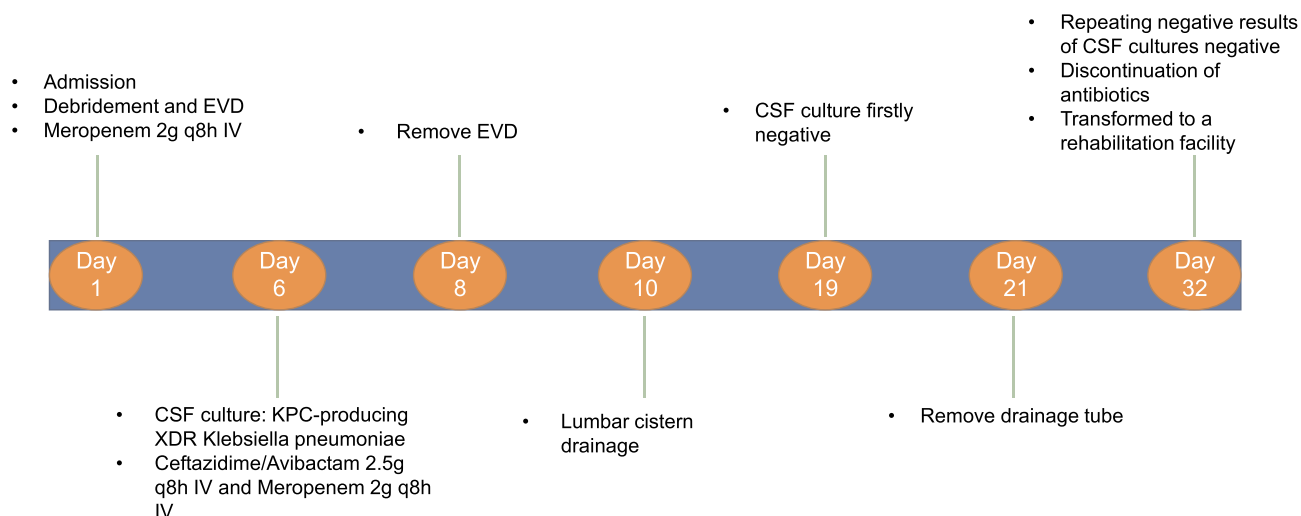 • Admission
• Debridement and EVD
• Meropenem 2g q8h IV
• Remove EVD
• CSF culture firstly
negative
• Repeating negative results
of CSF cultures negative
• Discontinuation of
antibiotics
• Transformed to a
rehabilitation facility
Day
1
Day
6
Day
8
Day
10
Day
19
Day
21
Day
32
• CSF culture: KPC-producing
XDR Klebsiella pneumoniae
• Ceftazidime/Avibactam 2.5g
q8h IV and Meropenem 2g q8h
IV
• Lumbar cistern
drainage
• Remove drainage tube